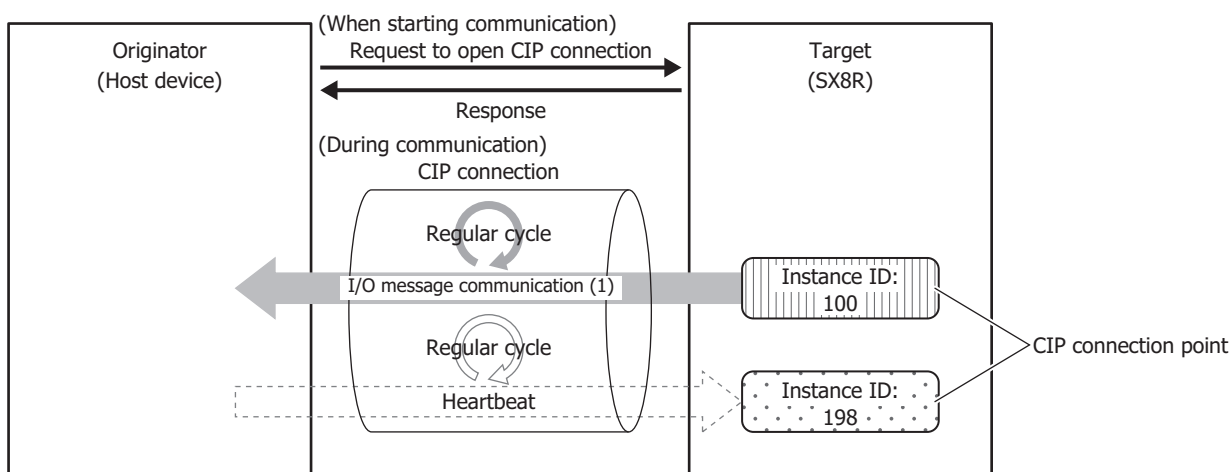 (When starting communication)
Originator
(Host device)
Request to open CIP connection
Target
(SX8R)
Response
(During communication)
CIP connection
Regular cycle
I/O message communication (1)
Instance ID:
100
Regular cycle
CIP connection point
Heartbeat
Instance ID:
198